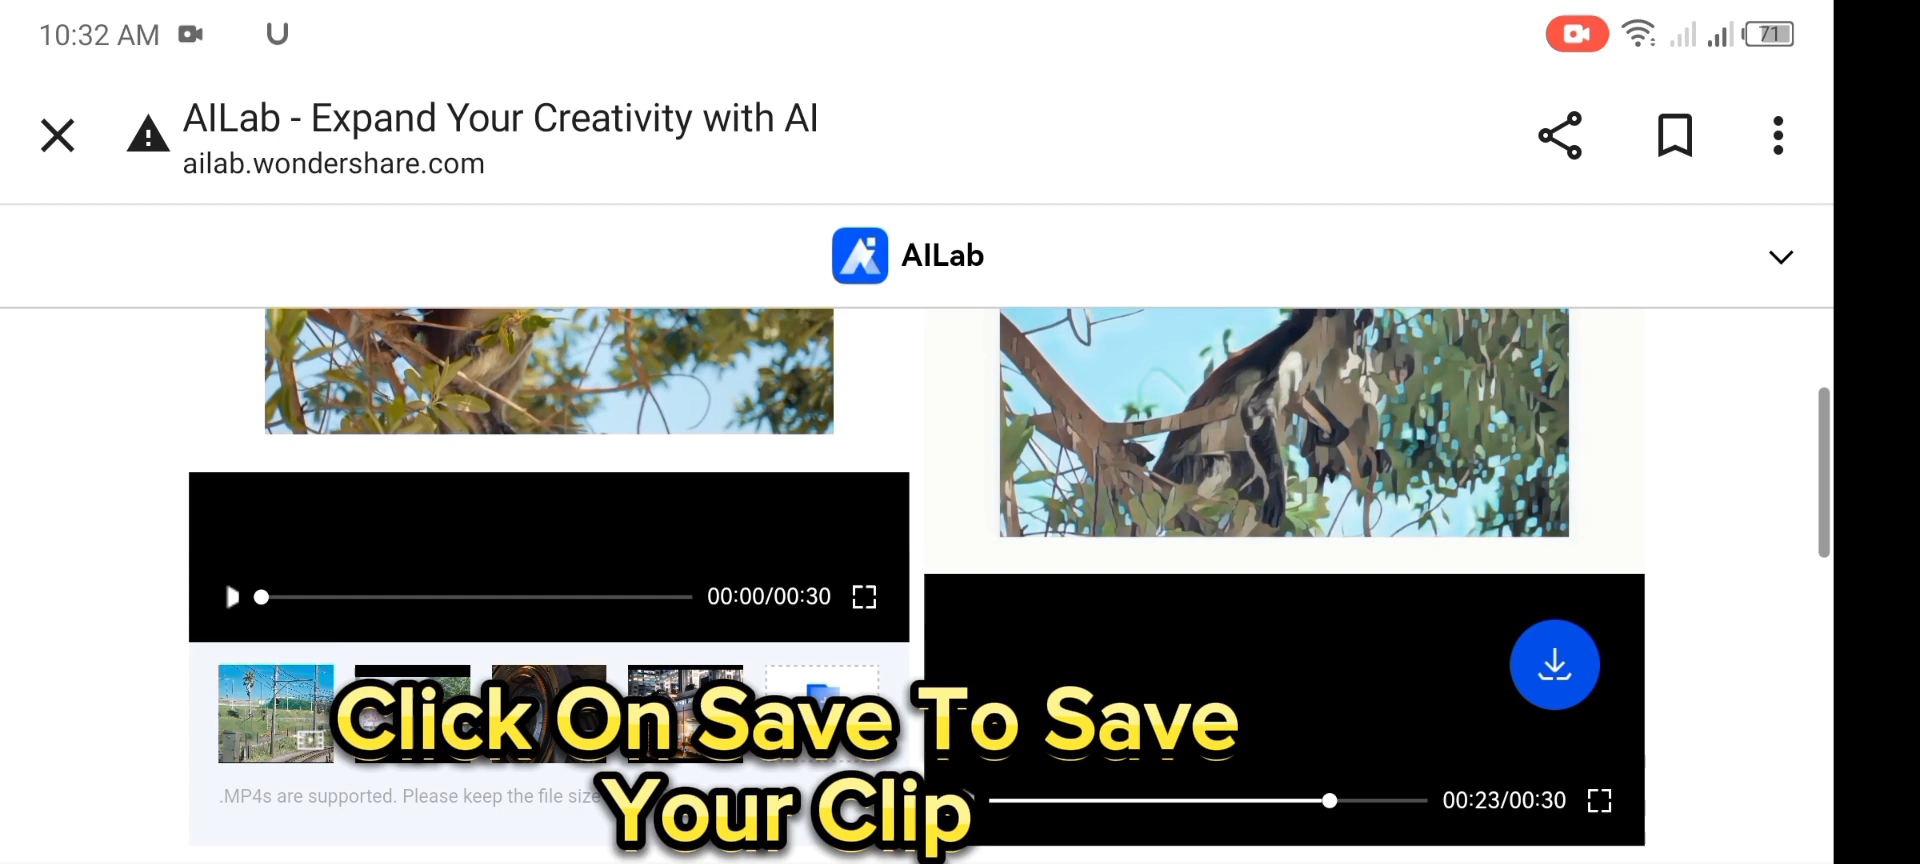 10:32 AM
71
AILab - Expand Your Creativity with AI
ailab.wondershare.com
AILab
00:00/00:30
Click On Save To Save
Your Clip
.MP4s are supported. Please keep the file size
00:23/00:30